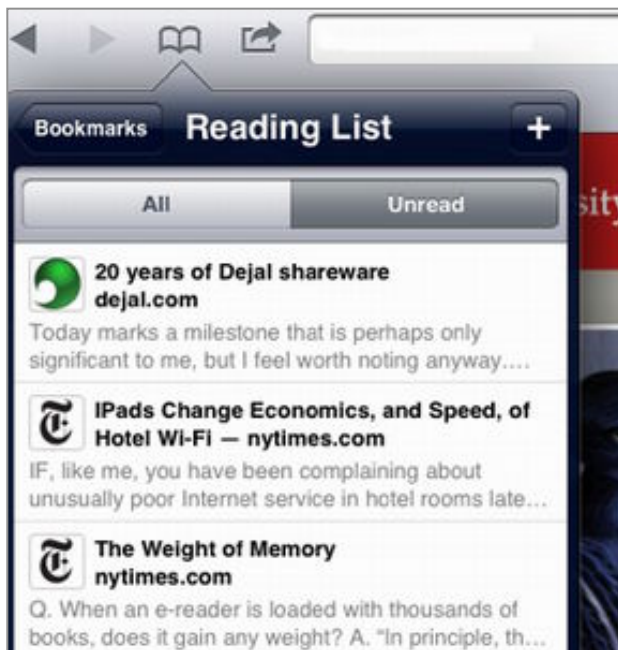 Bookmarks Reading List +
All Unread
20 years of Dejal shareware
dejal.com
Today marks a milestone that is perhaps only
significant to me, but I feel worth noting anyway....
IPads Change Economics, and Speed, of
Hotel Wi-Fi — nytimes.com
IF, like me, you have been complaining about
unusually poor Internet service in hotel rooms late...
The Weight of Memory
nytimes.com
Q. When an e-reader is loaded with thousands of
books, does it gain any weight? A. “In principle, th...
sity